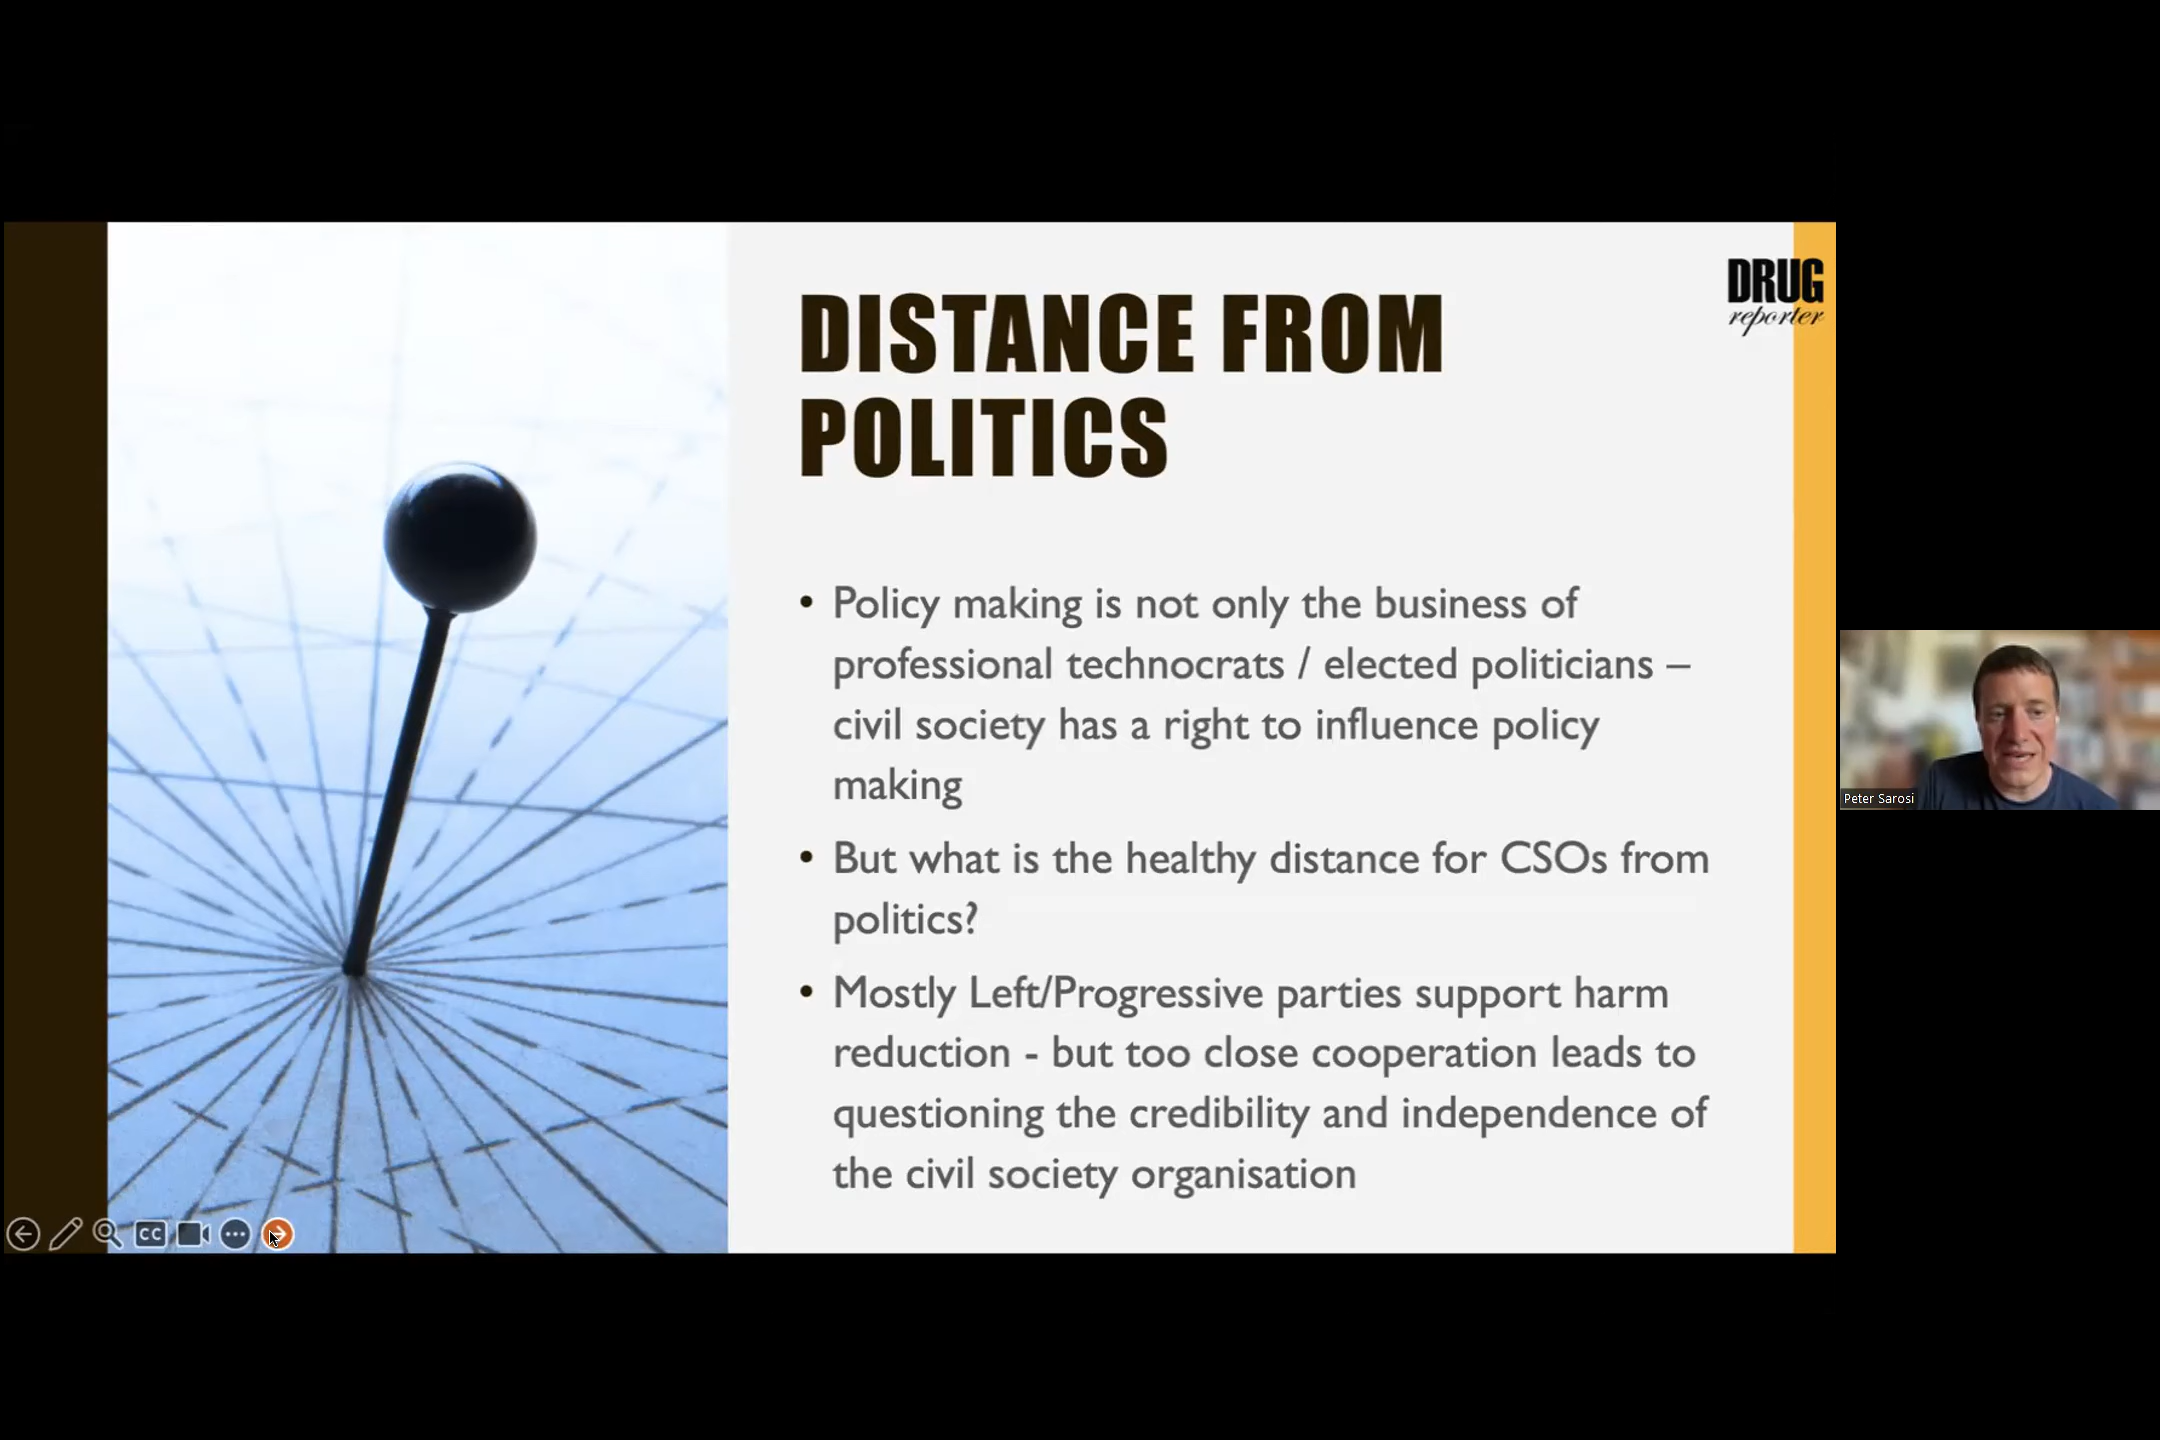 DRUG
reporter
DISTANCE FROM
POLITICS
• Policy making is not only the business of
professional technocrats / elected politicians –
civil society has a right to influence policy
making
• But what is the healthy distance for CSOs from
politics?
• Mostly Left/Progressive parties support harm
reduction - but too close cooperation leads to
questioning the credibility and independence of
the civil society organisation
CC
Peter Sarosi